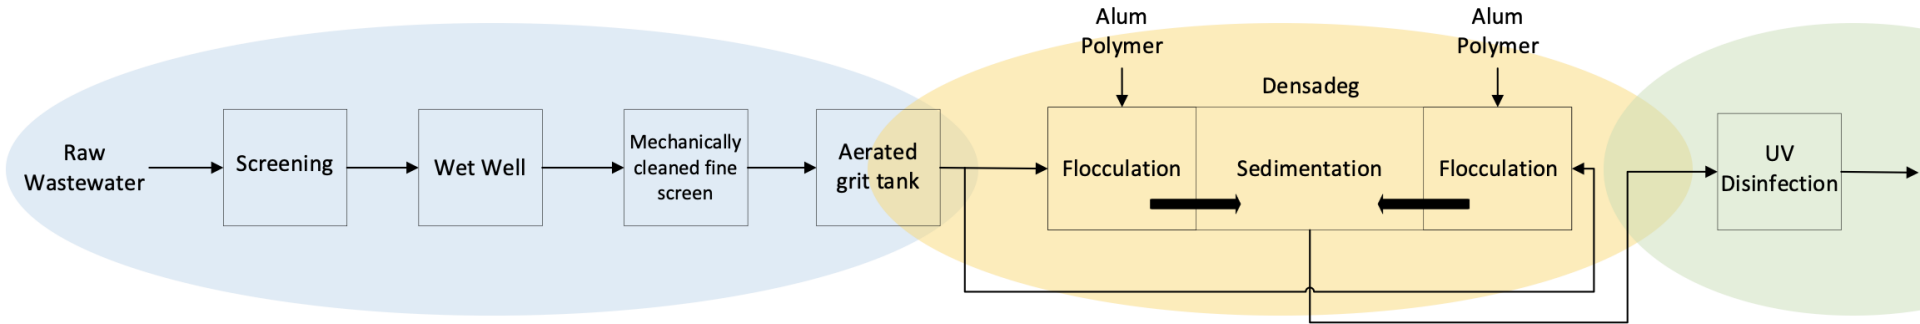 Raw
Wastewater
Screening
Wet Well
Mechanically
cleaned fine
screen
Aerated
grit tank
Alum
Polymer
Densadeg
Alum
Polymer
Flocculation
Sedimentation
Flocculation
UV
Disinfection